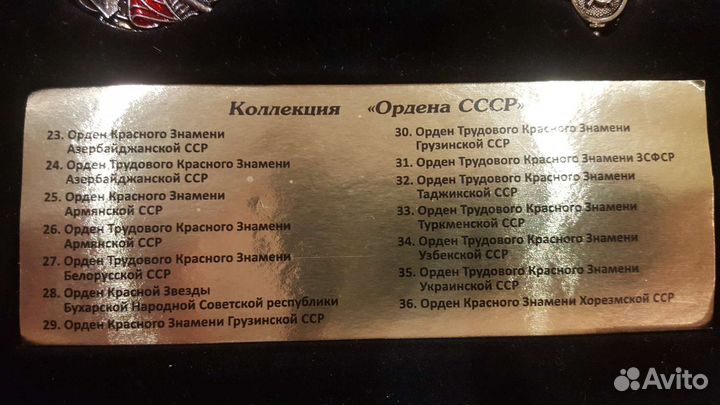 Коллекция «Ордена СССР»
23. Орден Красного Знамени
Азербайджанской ССР
24. Орден Трудового Красного Знамени
Азербайджанской ССР
25. Орден Красного Знамени
Армянской ССР
26. Орден Трудового Красного Знамени
Армянской ССР
27. Орден Трудового Красного Знамени
Белорусской ССР
28. Орден Красной Звезды
Бухарской Народной Советской республики
29. Орден Красного Знамени Грузинской ССР
30. Орден Трудового Красного Знамени
Грузинской ССР
31. Орден Трудового Красного Знамени ЗСФСР
32. Орден Трудового Красного Знамени
Таджикской ССР
33. Орден Трудового Красного Знамени
Туркменской ССР
34. Орден Трудового Красного Знамени
Узбекской ССР
35. Орден Трудового Красного Знамени
Украинской ССР
36. Орден Красного Знамени Хорезмской ССР
Avito